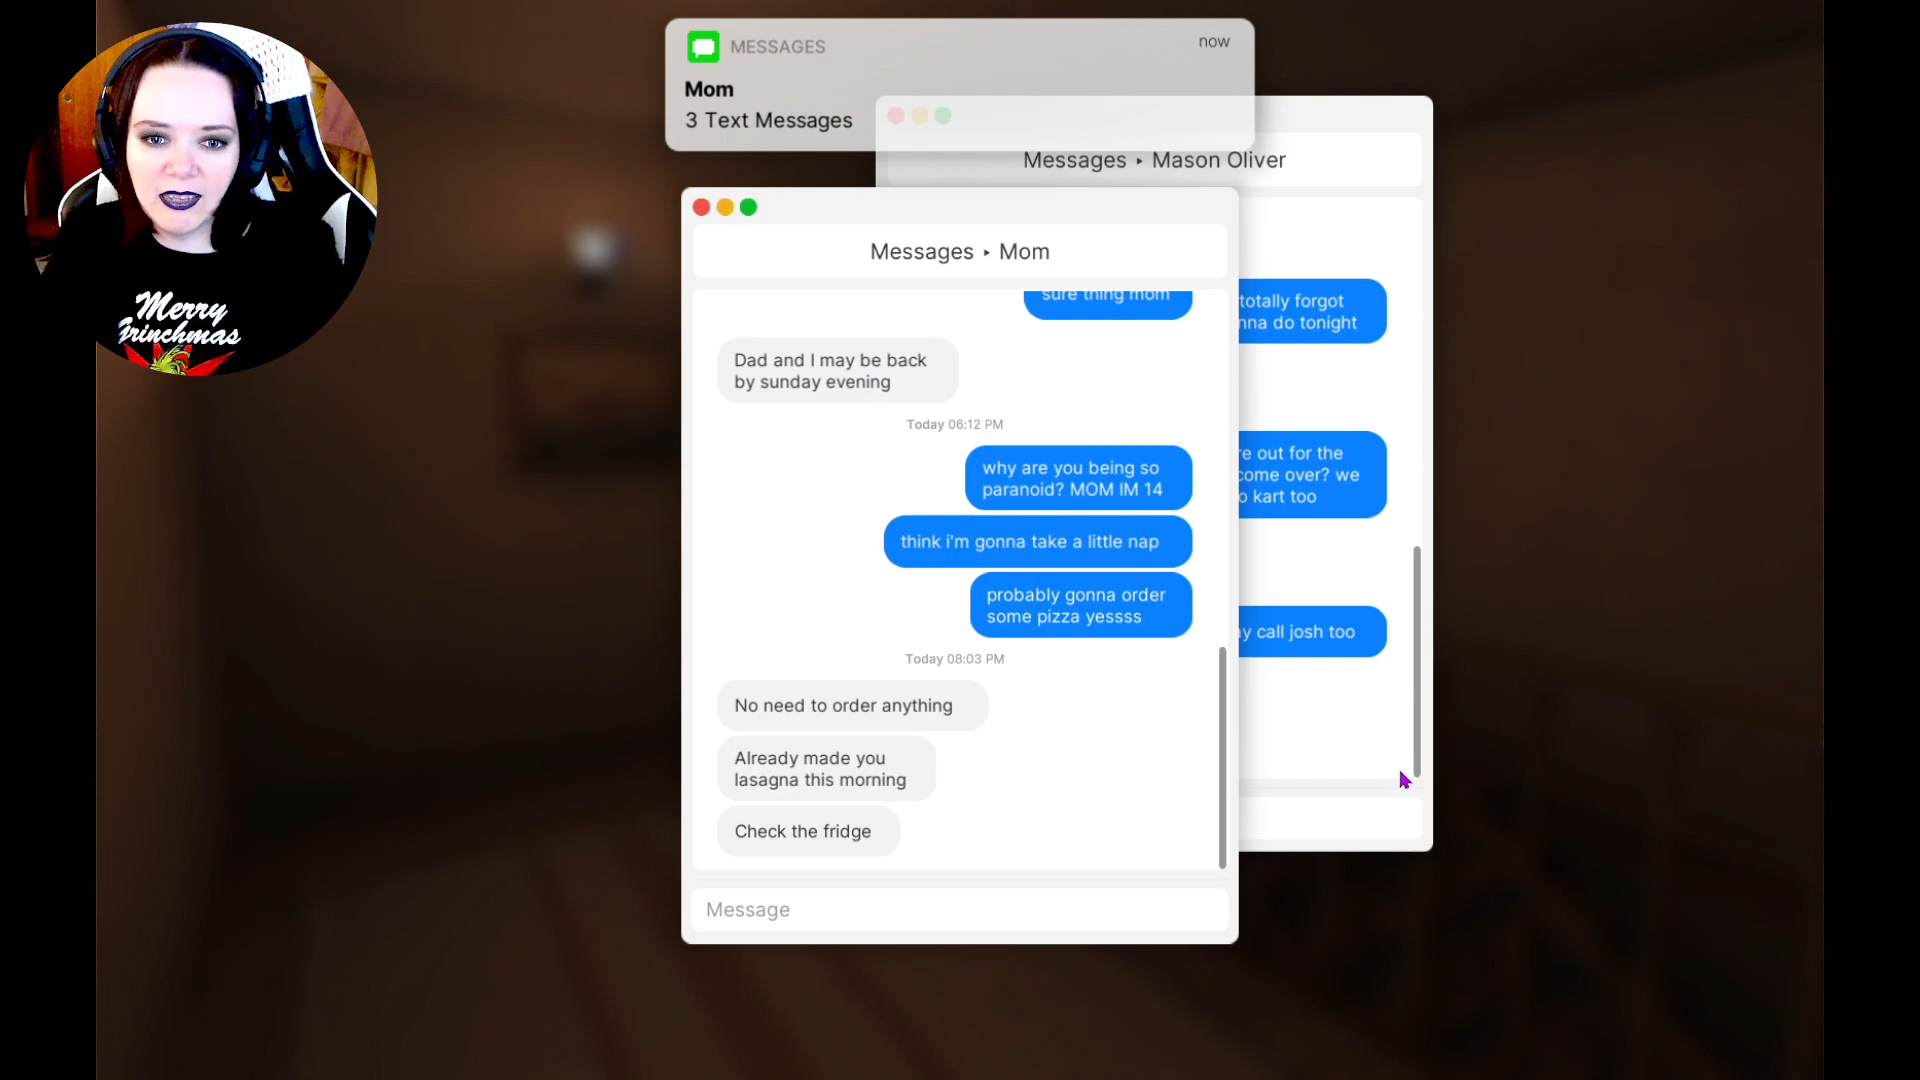 MESSAGES
now
Mom
3 Text Messages
Messages ▸ Mason Oliver
Messages ▸ Mom
sure thing mom
Dad and I may be back
by sunday evening
Today 06:12 PM
why are you being so
paranoid? MOM IM 14
think i'm gonna take a little nap
probably gonna order
some pizza yessss
Today 08:03 PM
No need to order anything
Already made you
lasagna this morning
Check the fridge
Message
totally forgot
do tonight
out for the
come over? we
kart too
call josh too
Merry
Grinchmas